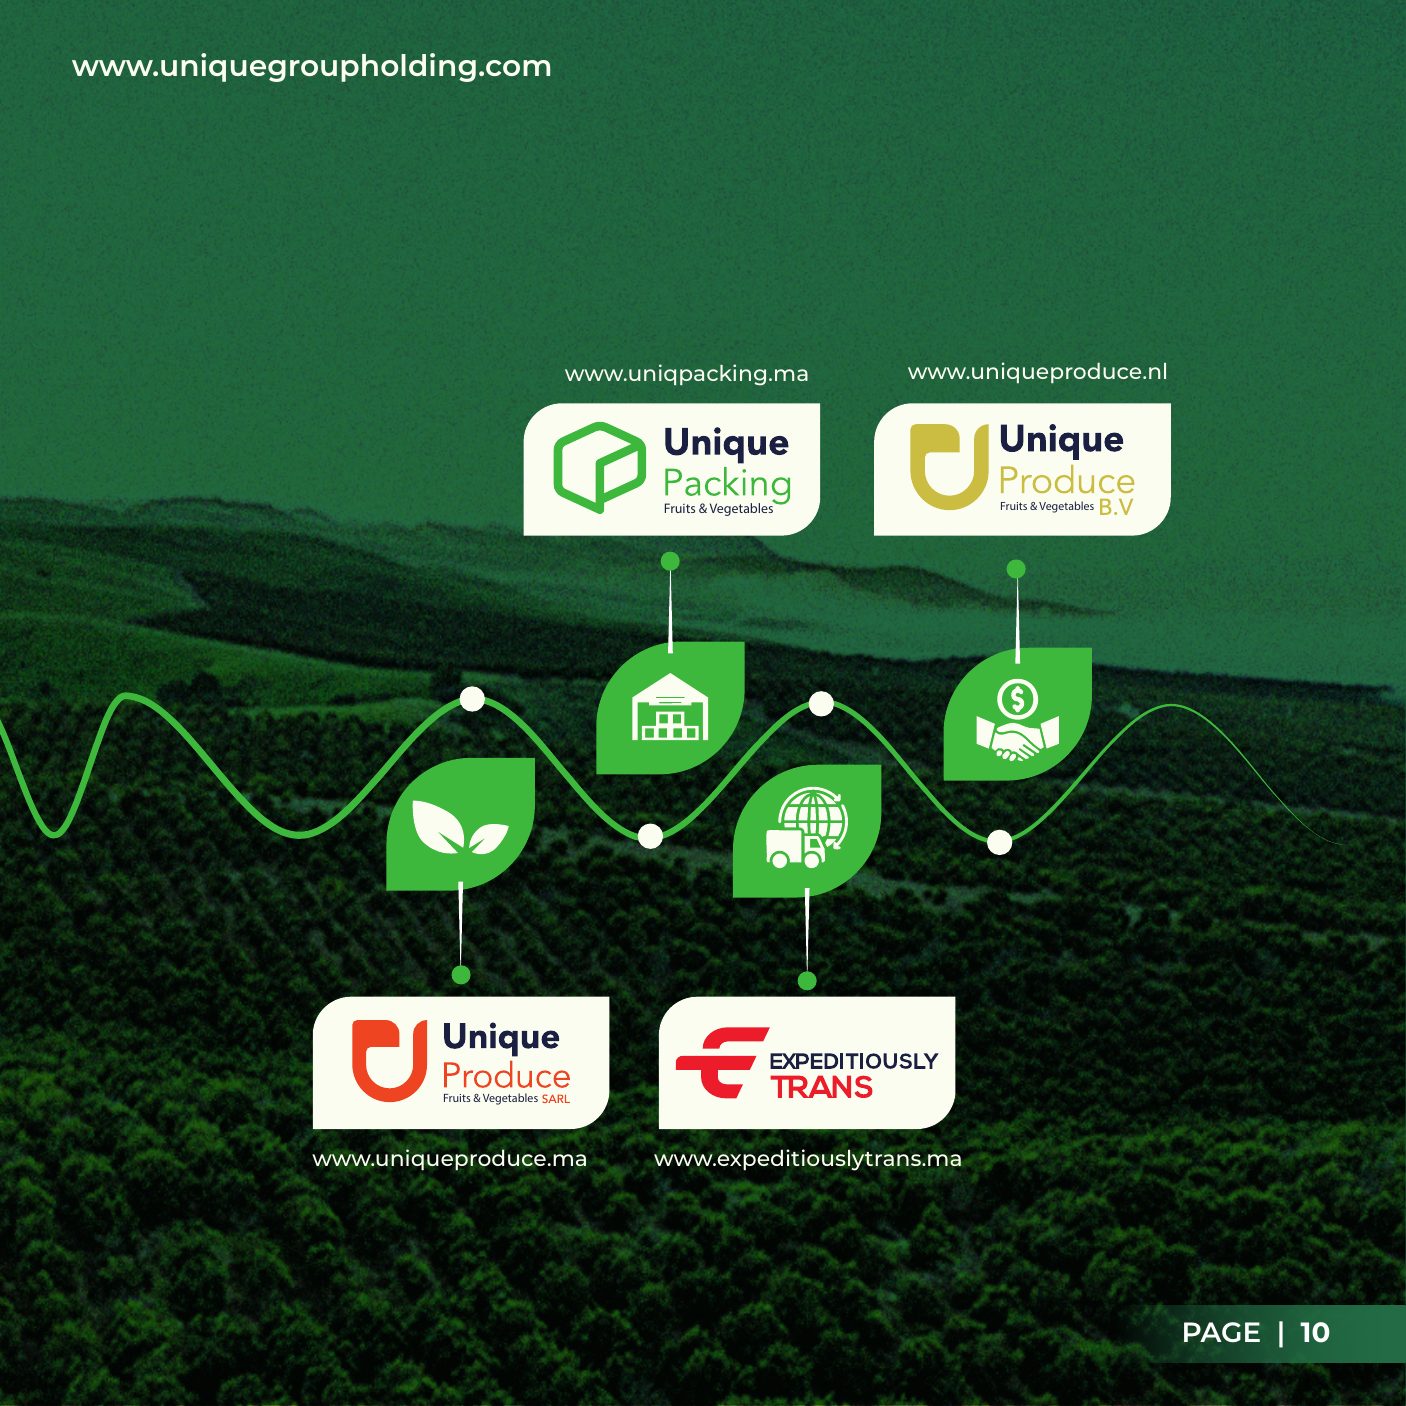 www.uniquegroupholding.com
www.uniqpacking.ma
Unique
Packing
Fruits & Vegetables
www.uniqueproduce.nl
Unique
Produce
Fruits & Vegetables B.V
$
Unique
Produce
Fruits & Vegetables SARL
www.uniqueproduce.ma
EXPEDITIOUSLY
TRANS
www.expeditiouslytrans.ma
PAGE | 10